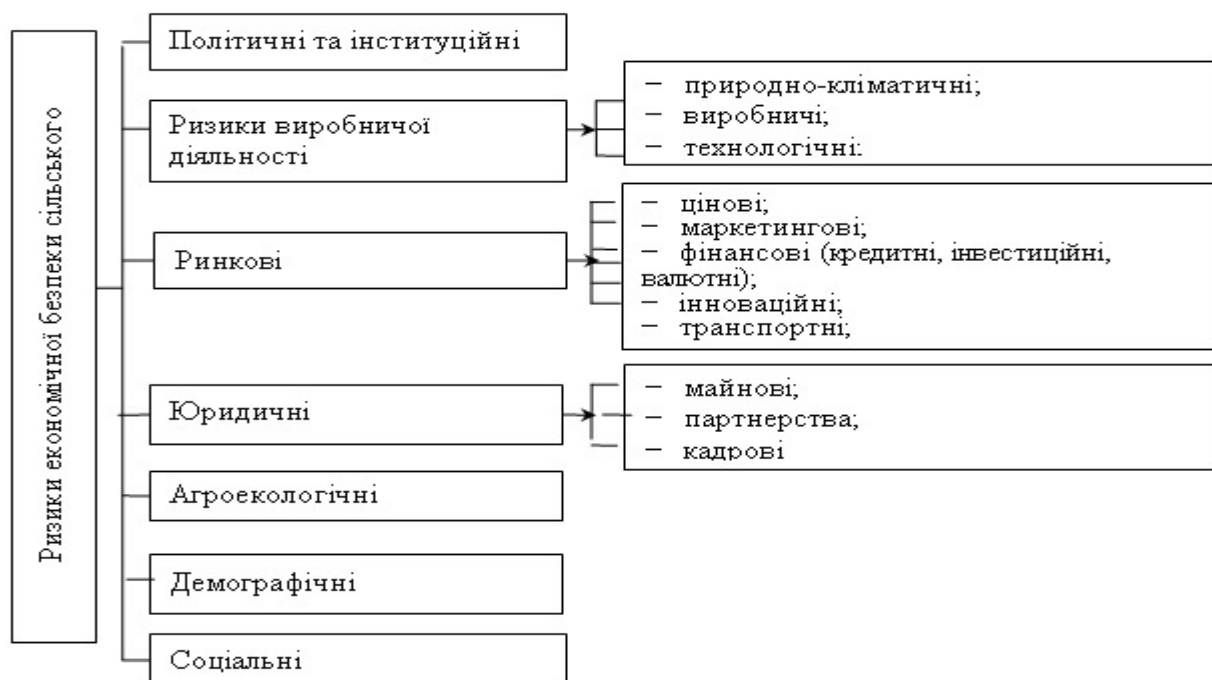 Ризики економічної безпеки сільського
Політичні та інституційні
Ризики виробничої
діяльності
– природно-кліматичні;
– виробничі;
– технологічні:
Ринкові
– цінові;
– маркетингові;
– фінансові (кредитні, інвестиційні,
валютні);
– інноваційні;
– транспортні;
Юридичні
– майнові;
– партнерства;
– кадрові
Агроекологічні
Демографічні
Соціальні